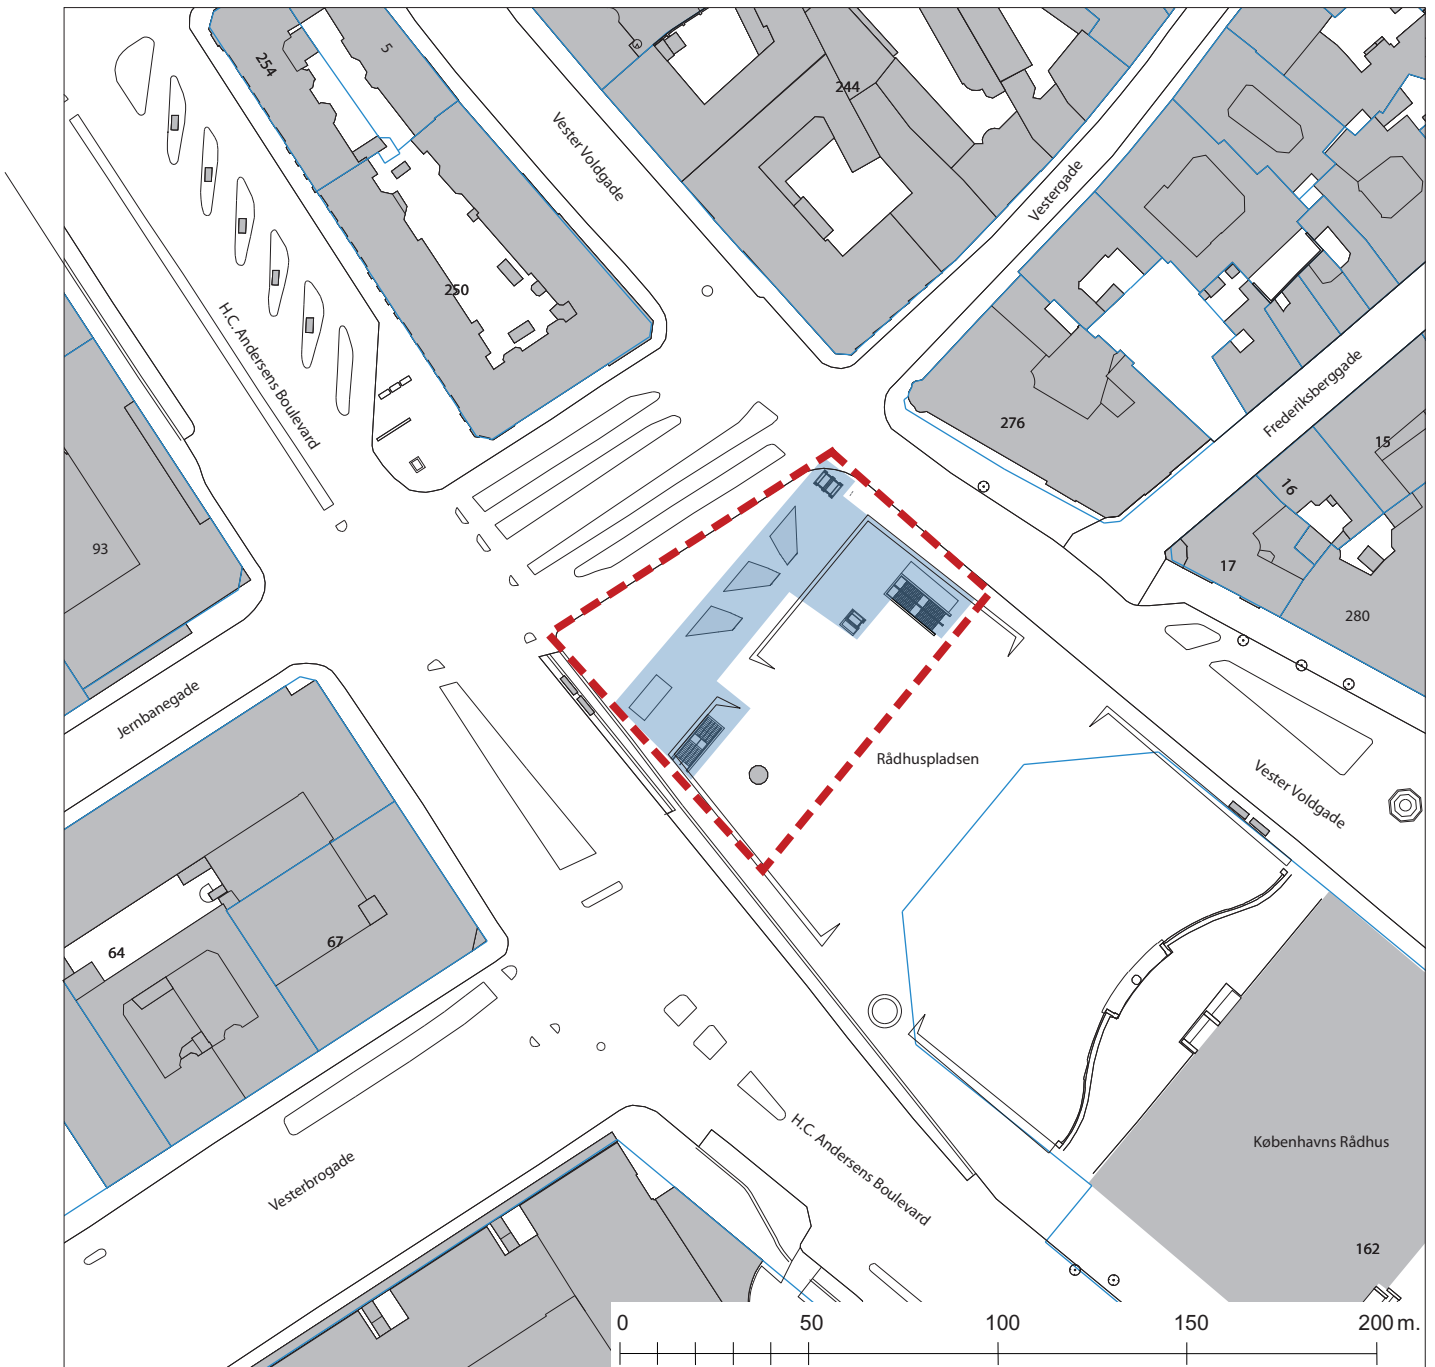 254
5
244
Vester Voldgade
Vestergade
250
H.C. Andersens Boulevard
Frederiksberggade
276
15
16
93
17
280
Jernbanegade
Rådhuspladsen
Vester Voldgade
64
67
H.C. Andersens Boulevard
Københavns Rådhus
Vesterbrogade
162
0 50 100 150 200 m.